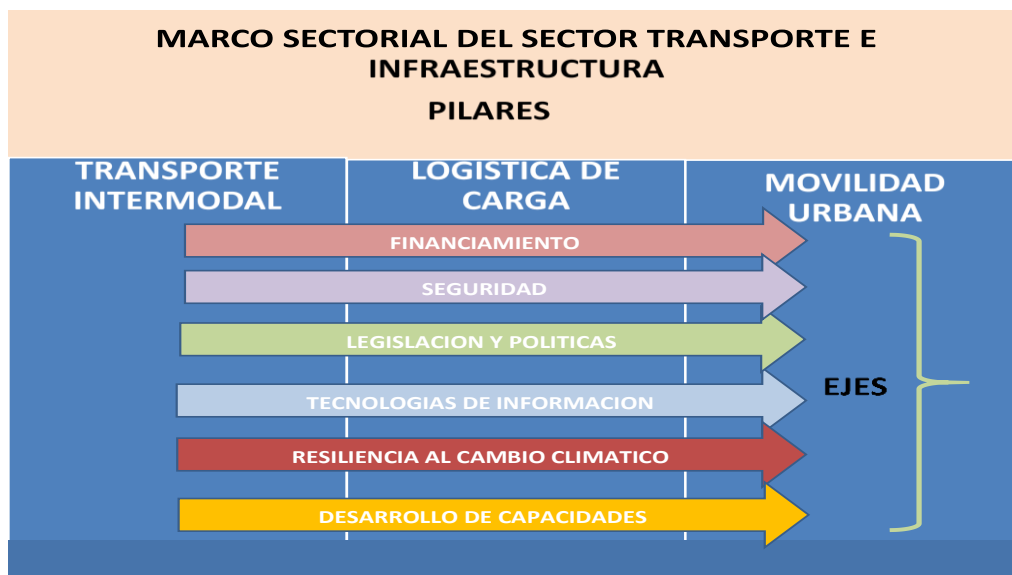 MARCO SECTORIAL DEL SECTOR TRANSPORTE E
INFRAESTRUCTURA
PILARES
TRANSPORTE
INTERMODAL
LOGISTICA DE
CARGA
MOVILIDAD
URBANA
FINANCIAMIENTO
SEGURIDAD
LEGISLACION Y POLITICAS
TECNOLOGIAS DE INFORMACION
EJES
RESILIENCIA AL CAMBIO CLIMATICO
DESARROLLO DE CAPACIDADES